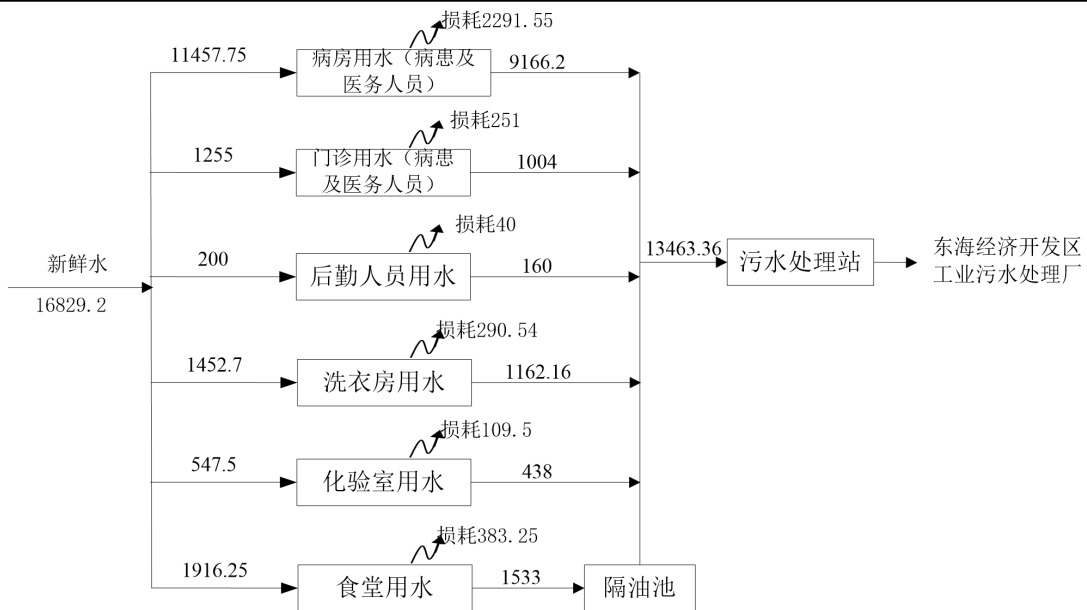 损耗2291.55
11457.75
病房用水（病患及
医务人员）
9166.2
损耗251
1255
门诊用水（病患
及医务人员）
1004
损耗40
200
后勤人员用水
160
新鲜水
16829.2
13463.36
污水处理站
东海经济开发区
工业污水处理厂
损耗290.54
1452.7
洗衣房用水
1162.16
损耗109.5
547.5
化验室用水
438
损耗383.25
1916.25
食堂用水
1533
隔油池